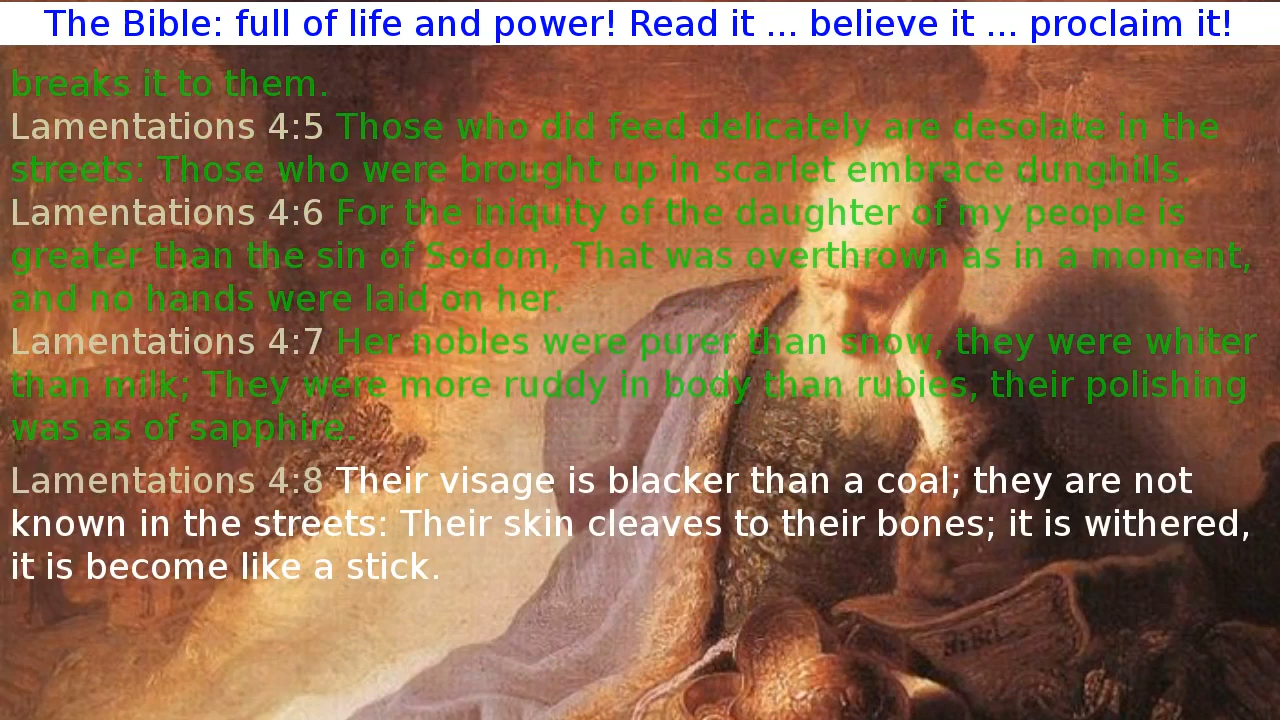 The Bible: full of life and power! Read it ... believe it ... proclaim it!
breaks it to them.
Lamentations 4:5 Those who did feed delicately are desolate in the
streets: Those who were brought up in scarlet embrace dunghills.
Lamentations 4:6 For the iniquity of the daughter of my people is
greater than the sin of Sodom, That was overthrown as in a moment,
and no hands were laid on her.
Lamentations 4:7 Her nobles were purer than snow, they were whiter
than milk; They were more ruddy in body than rubies, their polishing
was as of sapphire.
Lamentations 4:8 Their visage is blacker than a coal; they are not
known in the streets: Their skin cleaves to their bones; it is withered,
it is become like a stick.
BiBeL